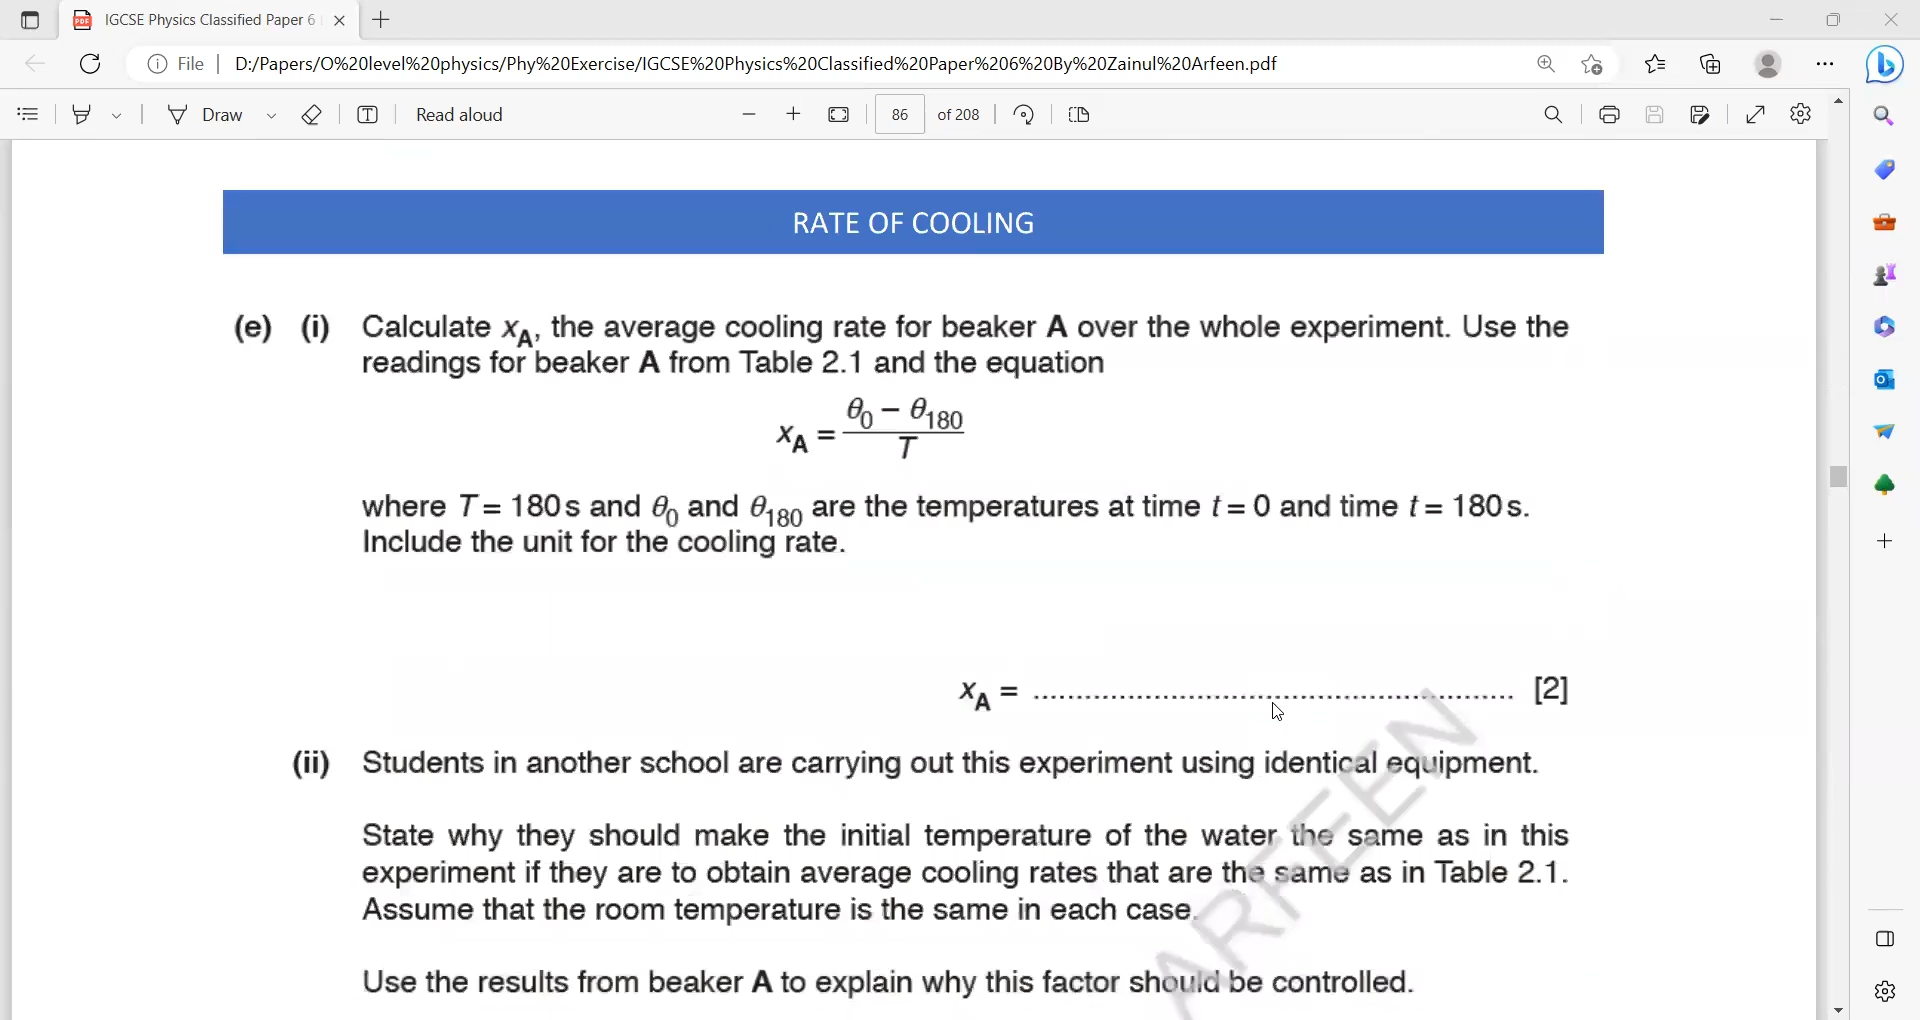 IGCSE Physics Classified Paper 6
File
D:/Papers/O%20level%20physics/Phy%20Exercise/IGCSE%20Physics%20Classified%20Paper%206%20By%20Zainul%20Arfeen.pdf
Draw
Read aloud
86 of 208
RATE OF COOLING
(e) (i) Calculate x_A, the average cooling rate for beaker A over the whole experiment. Use the
readings for beaker A from Table 2.1 and the equation
x_A = (θ_0 − θ_180) / T
where T = 180 s and θ_0 and θ_180 are the temperatures at time t = 0 and time t = 180 s.
Include the unit for the cooling rate.
x_A = ........................................................ [2]
(ii) Students in another school are carrying out this experiment using identical equipment.
State why they should make the initial temperature of the water the same as in this
experiment if they are to obtain average cooling rates that are the same as in Table 2.1.
Assume that the room temperature is the same in each case.
Use the results from beaker A to explain why this factor should be controlled.
ARFEEN